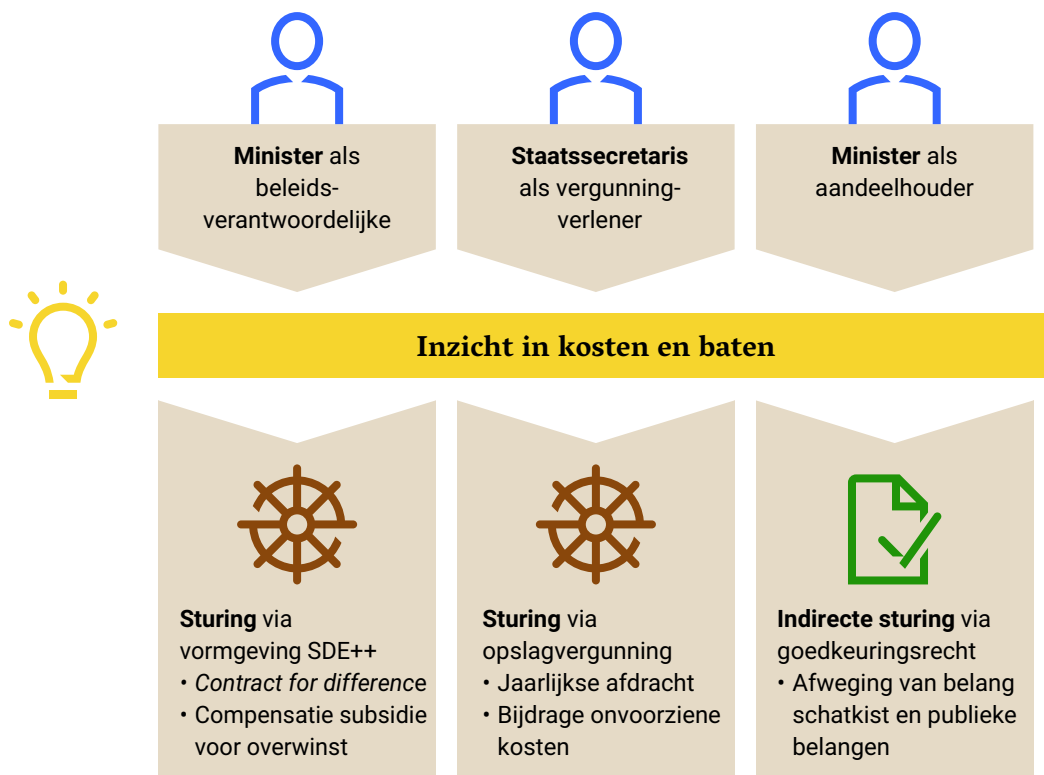 Minister als
beleids-
verantwoordelijke
Staatssecretaris
als vergunning-
verlener
Minister als
aandeelhouder
Inzicht in kosten en baten
Sturing via
vormgeving SDE++
• Contract for difference
• Compensatie subsidie
voor overwinst
Sturing via
opslagvergunning
• Jaarlijkse afdracht
• Bijdrage onvoorziene
kosten
Indirecte sturing via
goedkeuringsrecht
• Afweging van belang
schatkist en publieke
belangen